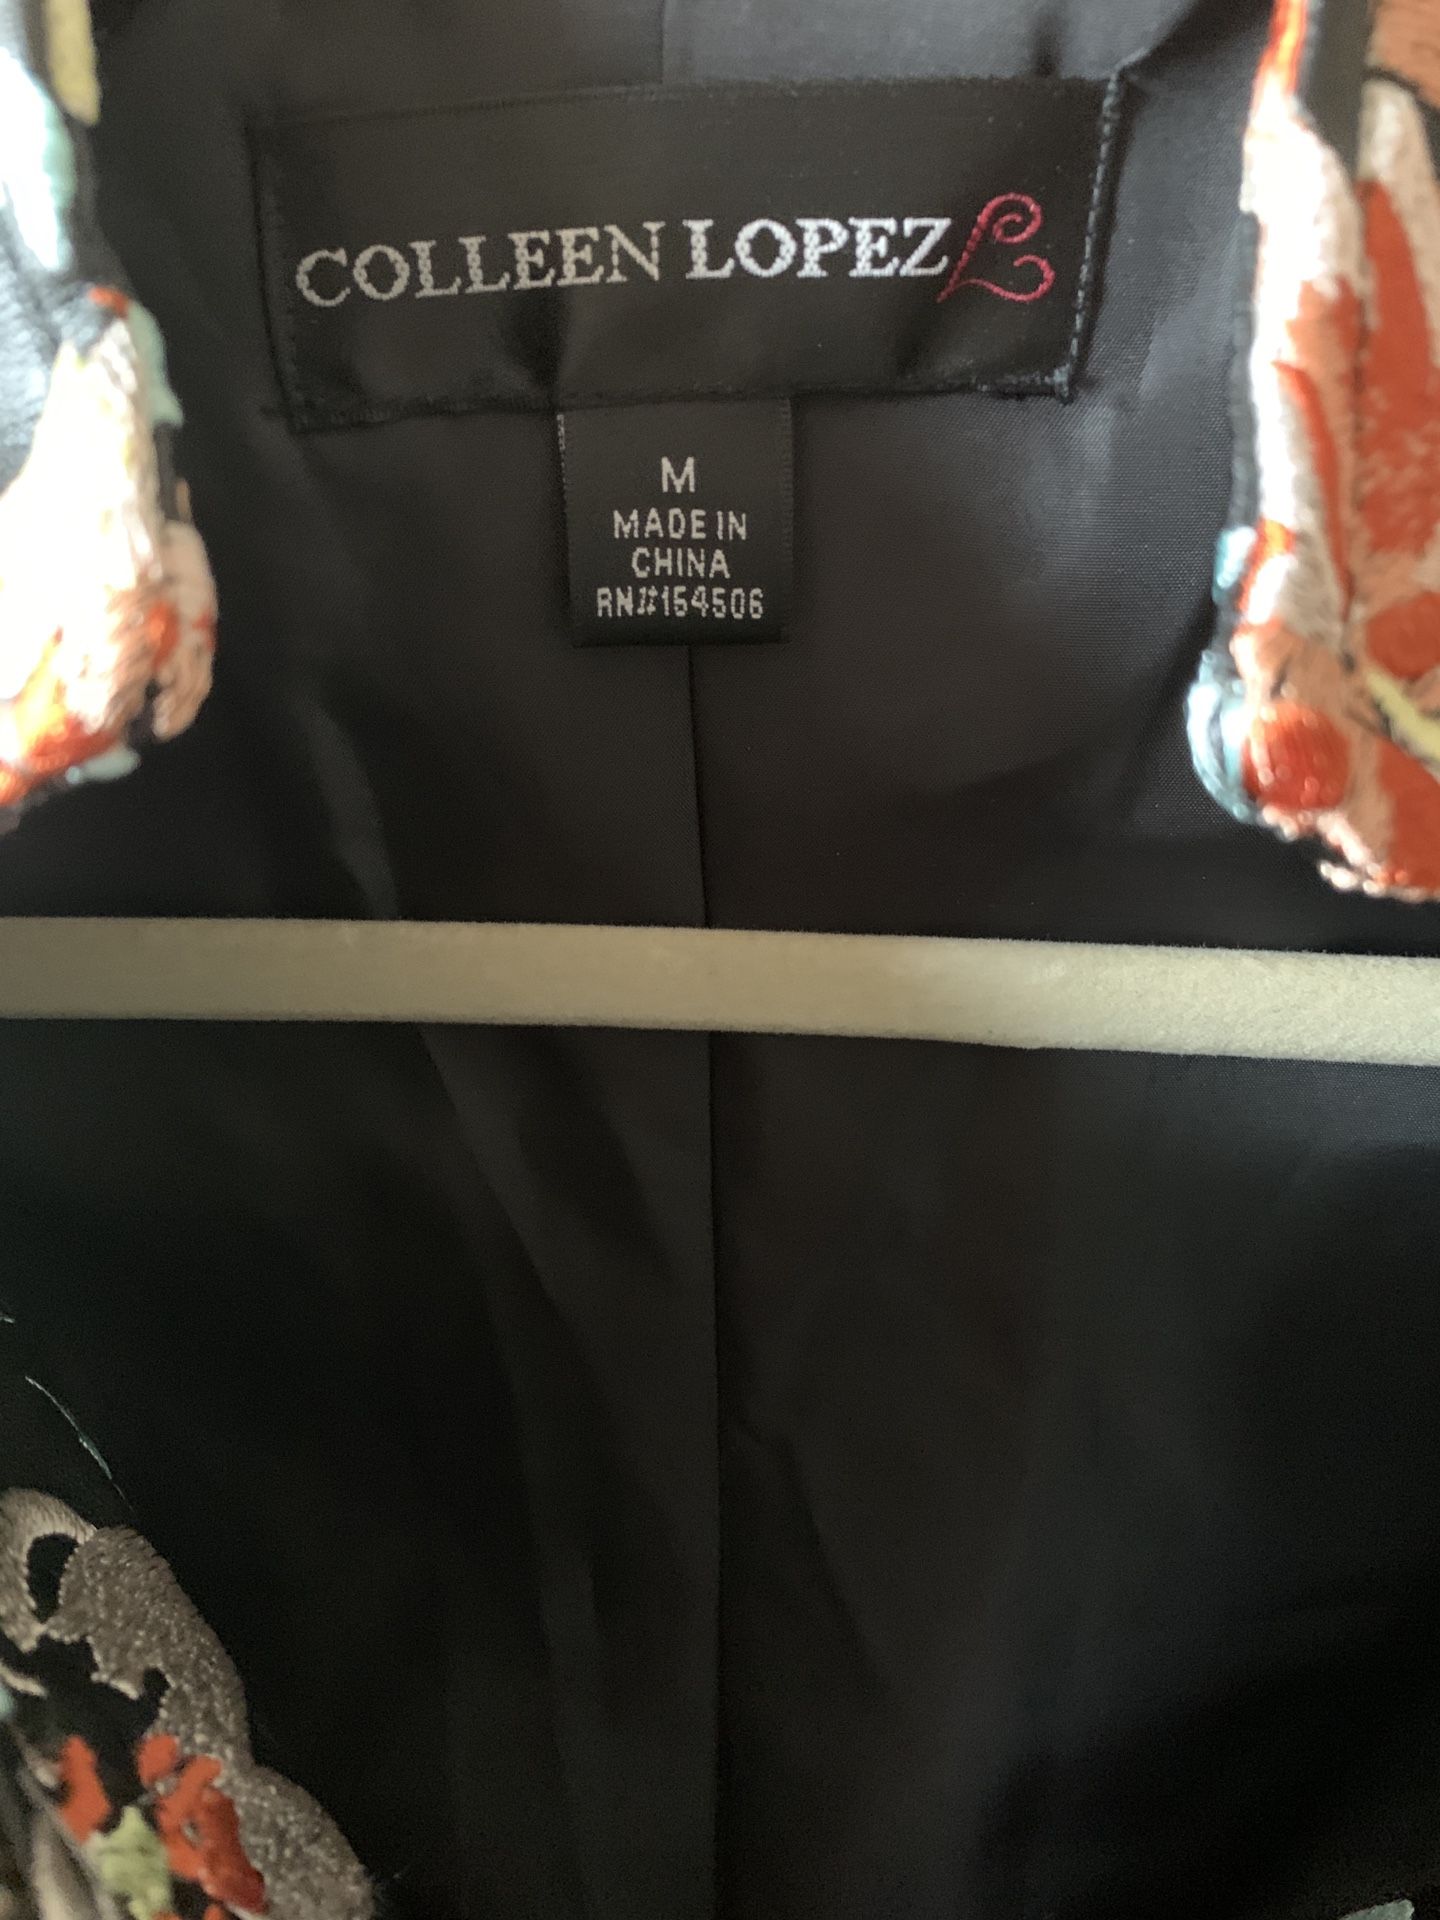 COLLEEN LOPEZ L
M
MADE IN
CHINA
RN#154506